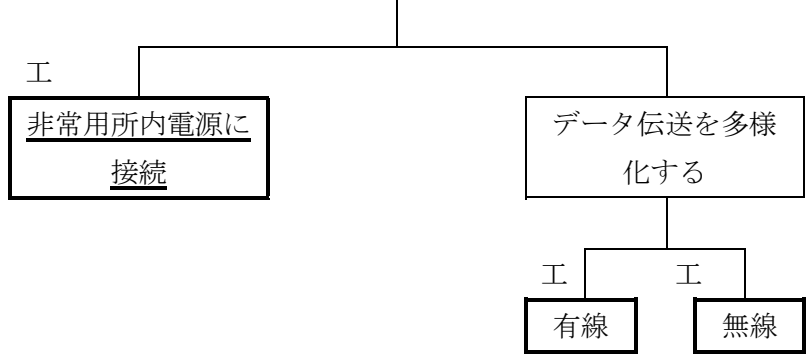 工
非常用所内電源に
接続
データ伝送を多様
化する
工
工
有線
無線